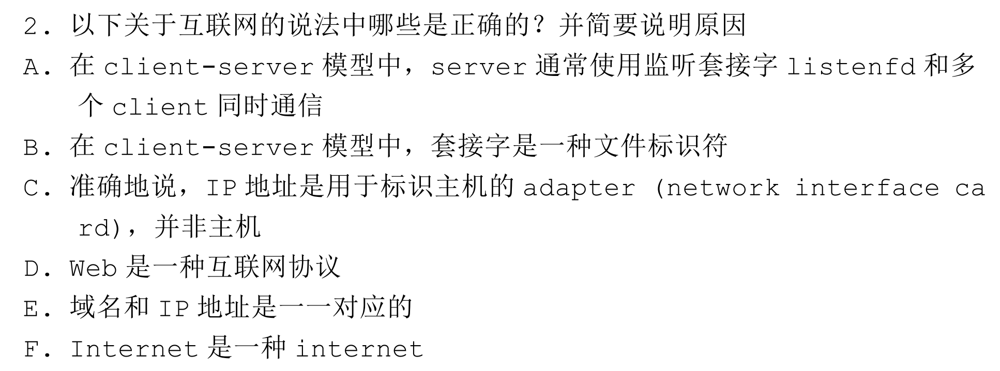 2. 以下关于互联网的说法中哪些是正确的？并简要说明原因
A. 在 client-server 模型中，server 通常使用监听套接字 listenfd 和多
个 client 同时通信
B. 在 client-server 模型中，套接字是一种文件标识符
C. 准确地说，IP 地址是用于标识主机的 adapter (network interface ca
rd)，并非主机
D. Web 是一种互联网协议
E. 域名和 IP 地址是一一对应的
F. Internet 是一种 internet